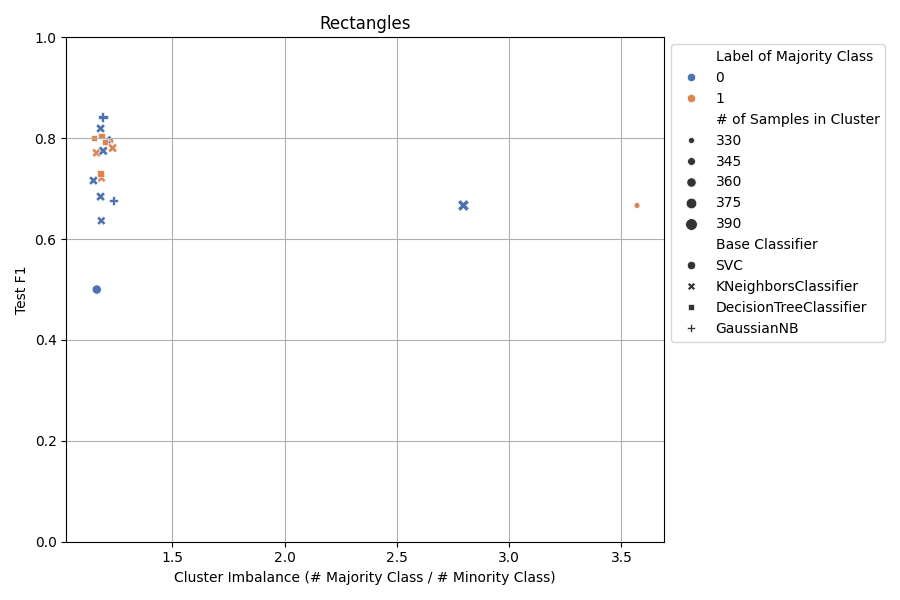 Rectangles
1.0
0.8
0.6
0.4
0.2
0.0
Test F1
1.5
2.0
2.5
3.0
3.5
Cluster Imbalance (# Majority Class / # Minority Class)
Label of Majority Class
0
1
# of Samples in Cluster
330
345
360
375
390
Base Classifier
SVC
KNeighborsClassifier
DecisionTreeClassifier
GaussianNB